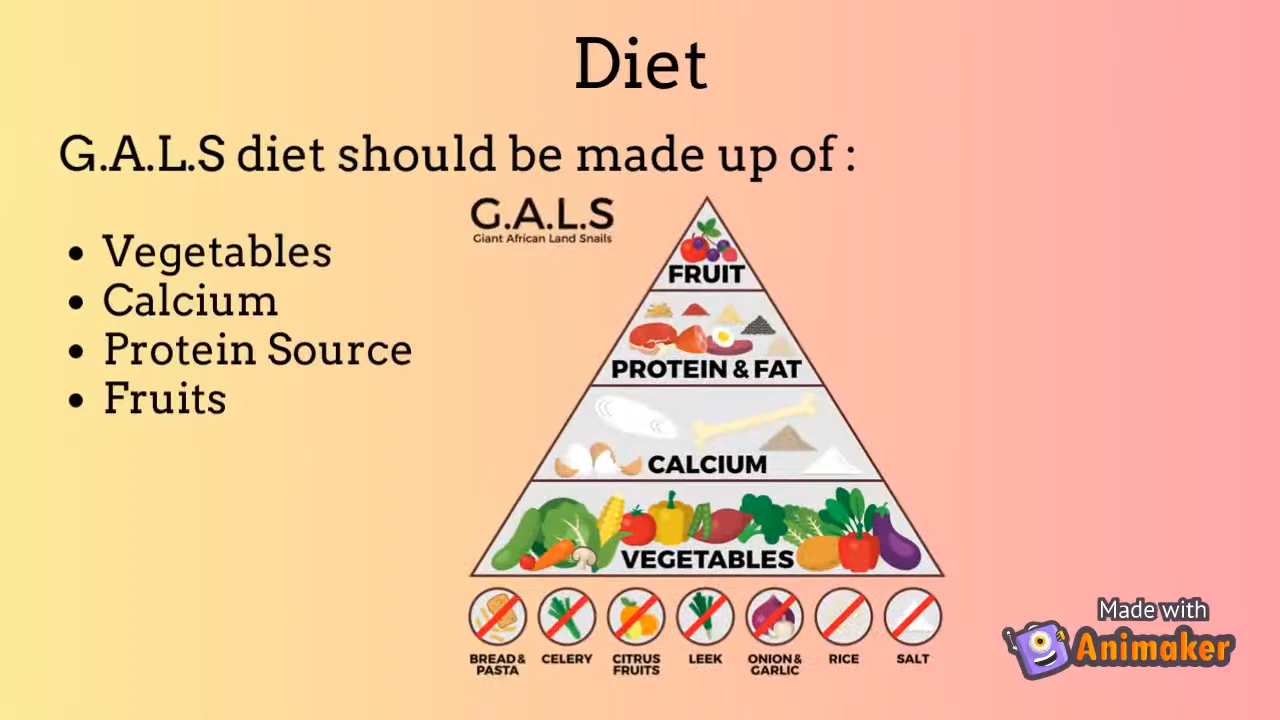 Diet
G.A.L.S diet should be made up of :
• Vegetables
• Calcium
• Protein Source
• Fruits
G.A.L.S
Giant African Land Snails
FRUIT
PROTEIN & FAT
CALCIUM
VEGETABLES
BREAD &
PASTA
CELERY
CITRUS
FRUITS
LEEK
ONION &
GARLIC
RICE
SALT
Made with
Animaker